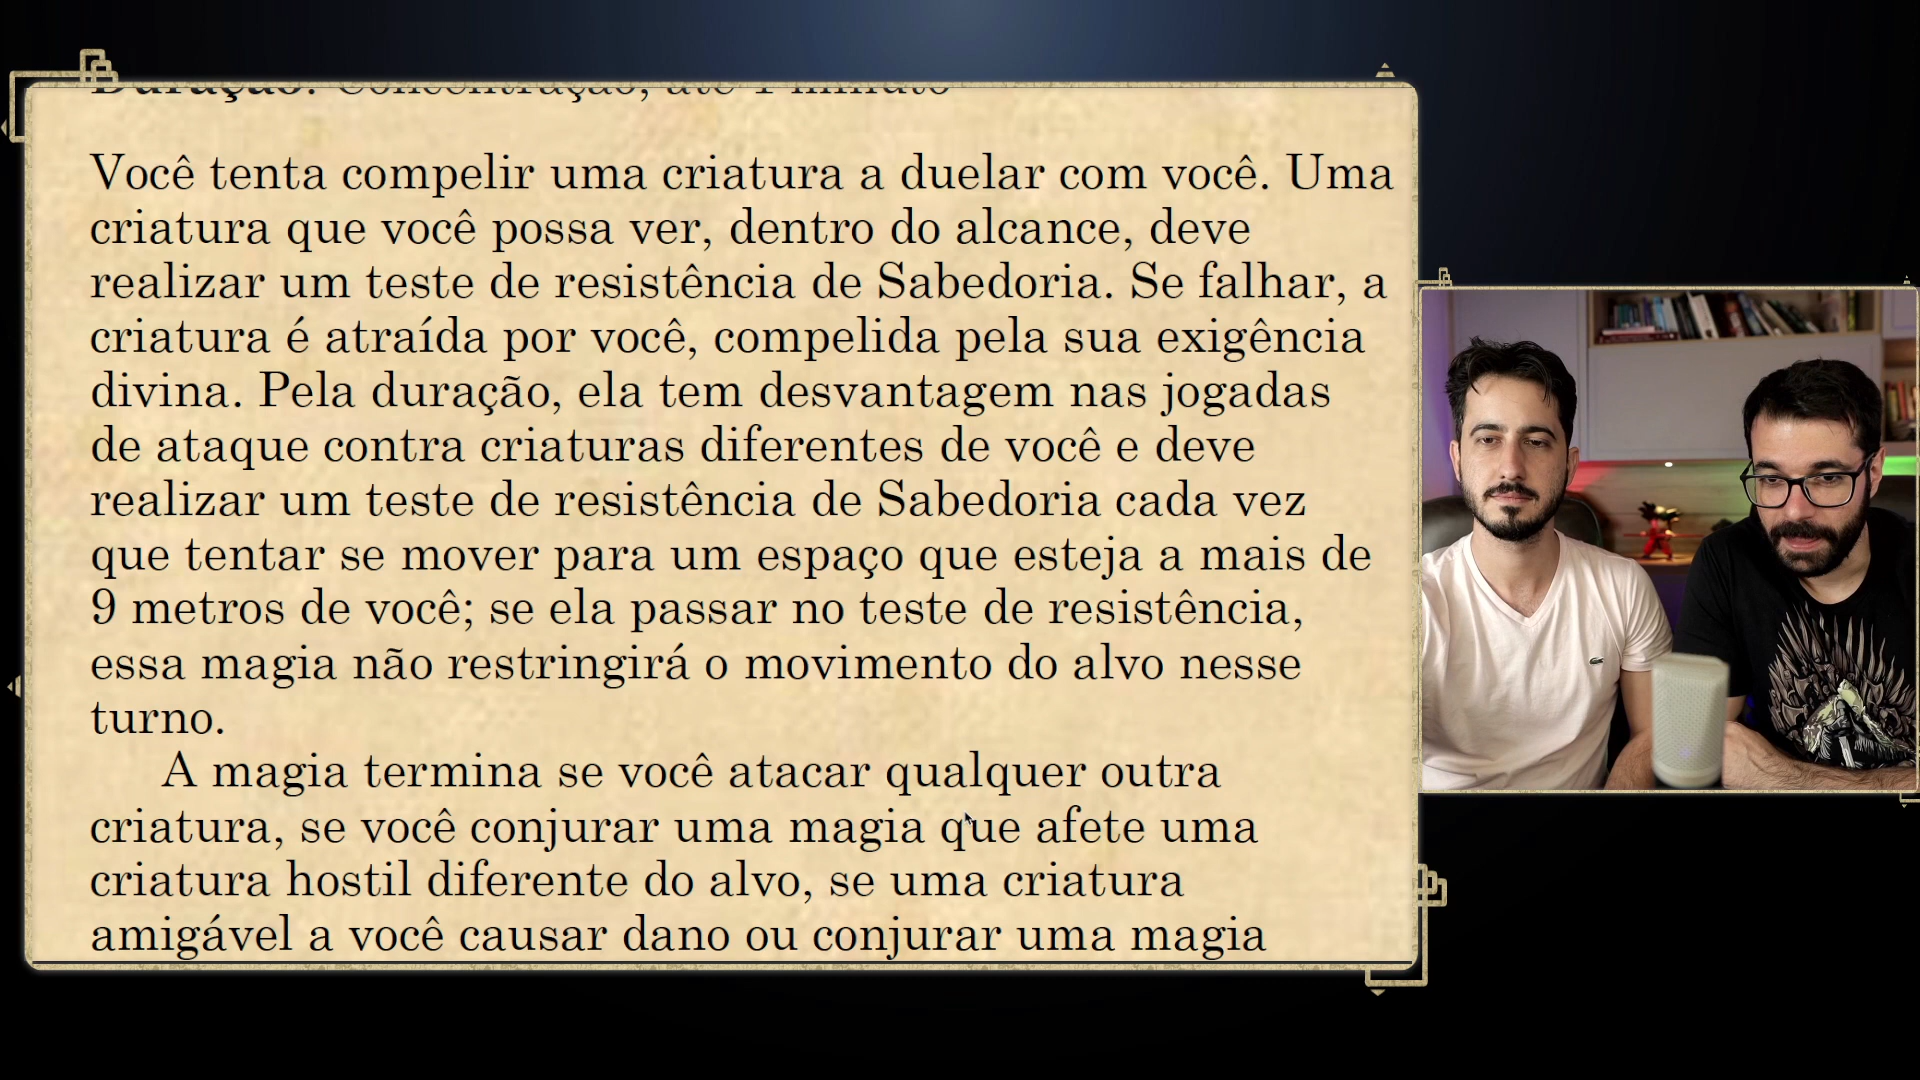 Duração: Concentração, até 1 minuto
Você tenta compelir uma criatura a duelar com você. Uma
criatura que você possa ver, dentro do alcance, deve
realizar um teste de resistência de Sabedoria. Se falhar, a
criatura é atraída por você, compelida pela sua exigência
divina. Pela duração, ela tem desvantagem nas jogadas
de ataque contra criaturas diferentes de você e deve
realizar um teste de resistência de Sabedoria cada vez
que tentar se mover para um espaço que esteja a mais de
9 metros de você; se ela passar no teste de resistência,
essa magia não restringirá o movimento do alvo nesse
turno.
A magia termina se você atacar qualquer outra
criatura, se você conjurar uma magia que afete uma
criatura hostil diferente do alvo, se uma criatura
amigável a você causar dano ou conjurar uma magia